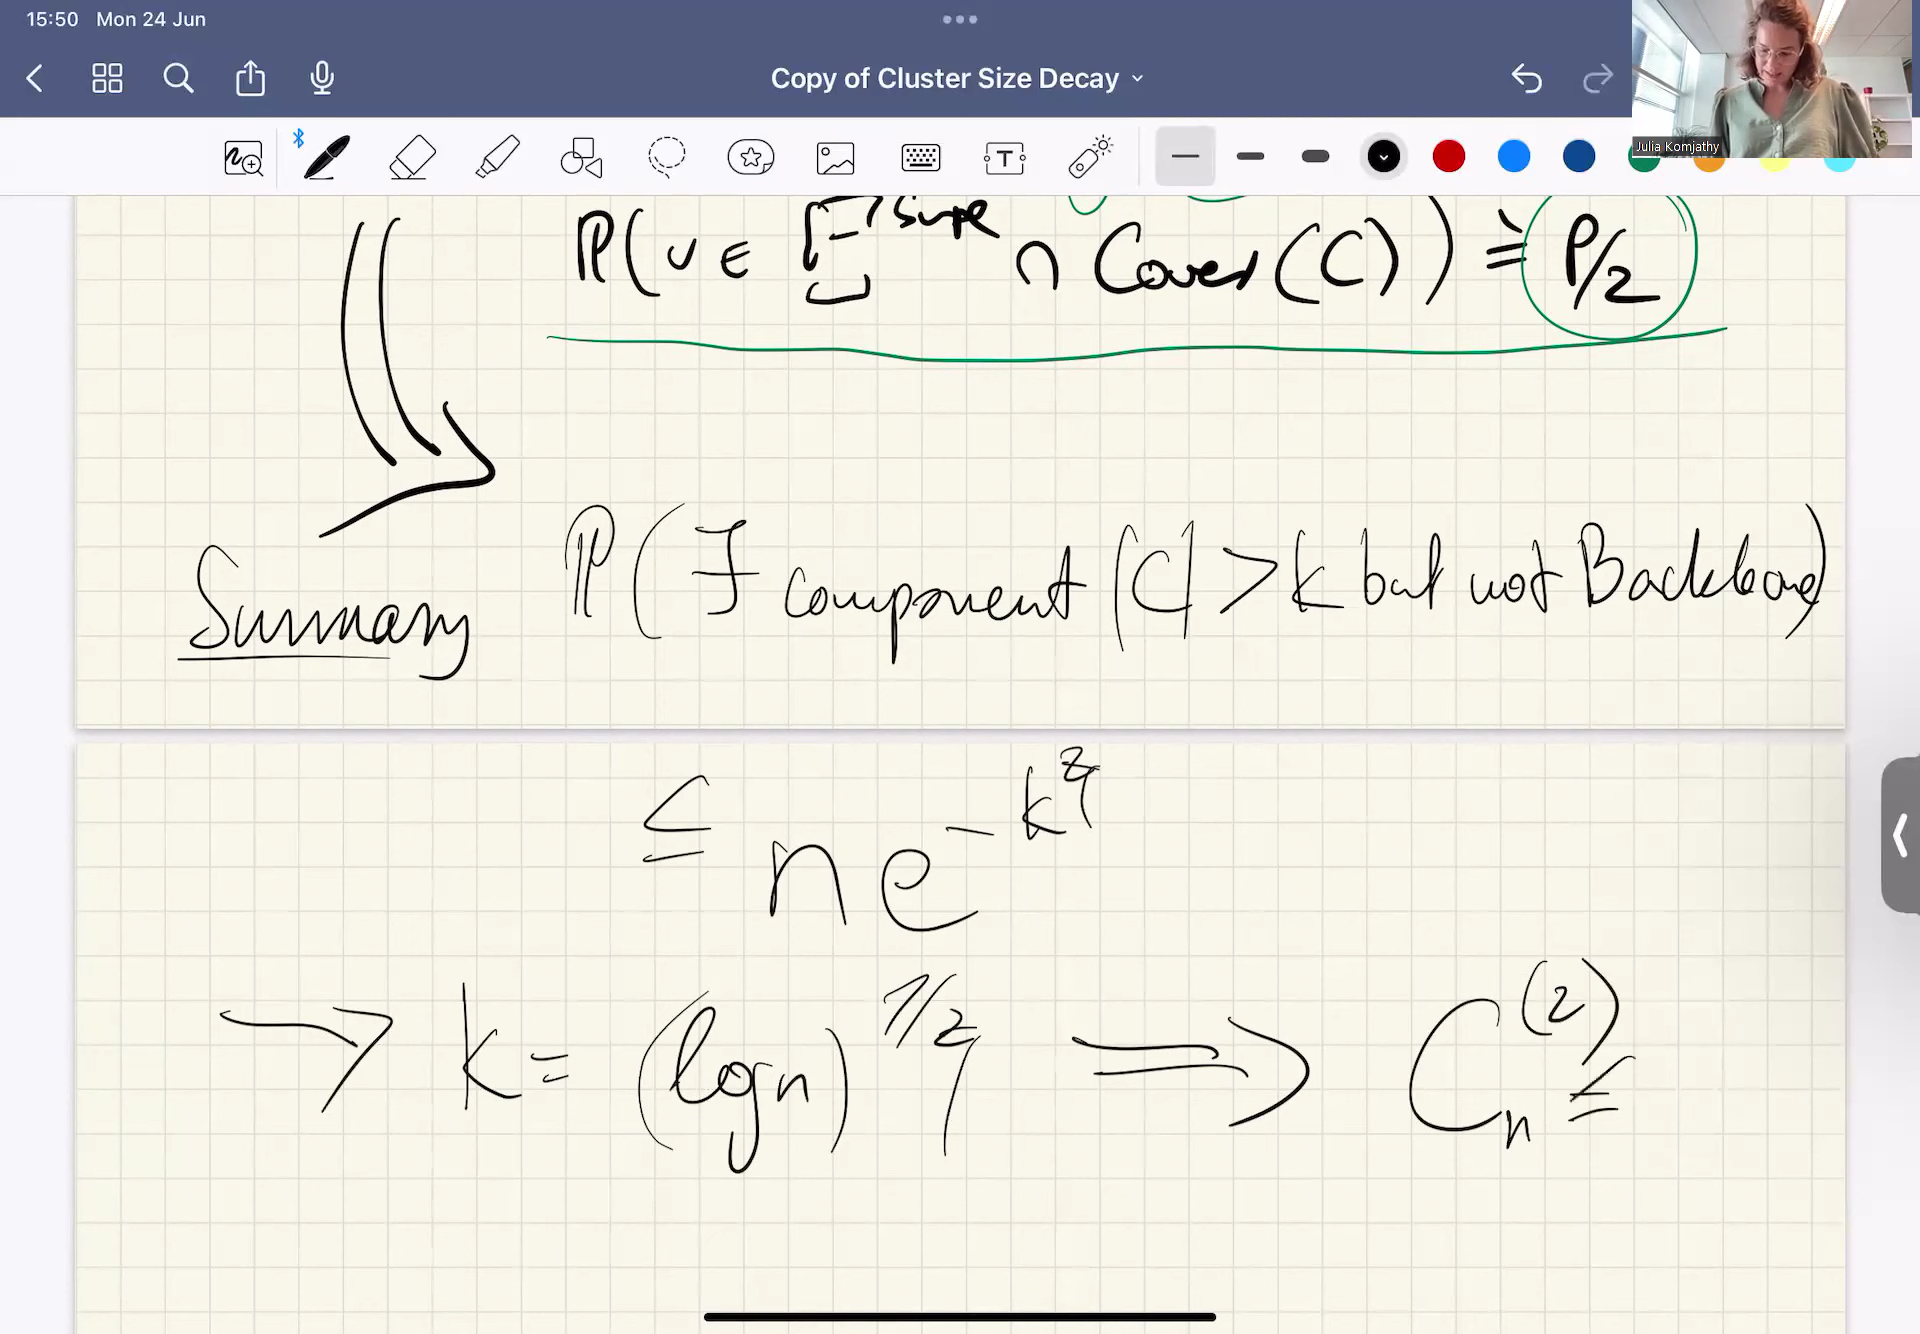 15:50 Mon 24 Jun
Copy of Cluster Size Decay
T
Julia Komjathy
ℙ(v ∈ ∩ Cover(C)) ≥ P/2
Summary ℙ(∃ component |C| > k but not Backbone)
≤ n e^{-k^ζ}
→ k = (log n)^{1/ζ} ⇒ C_n^{(2)} ≤